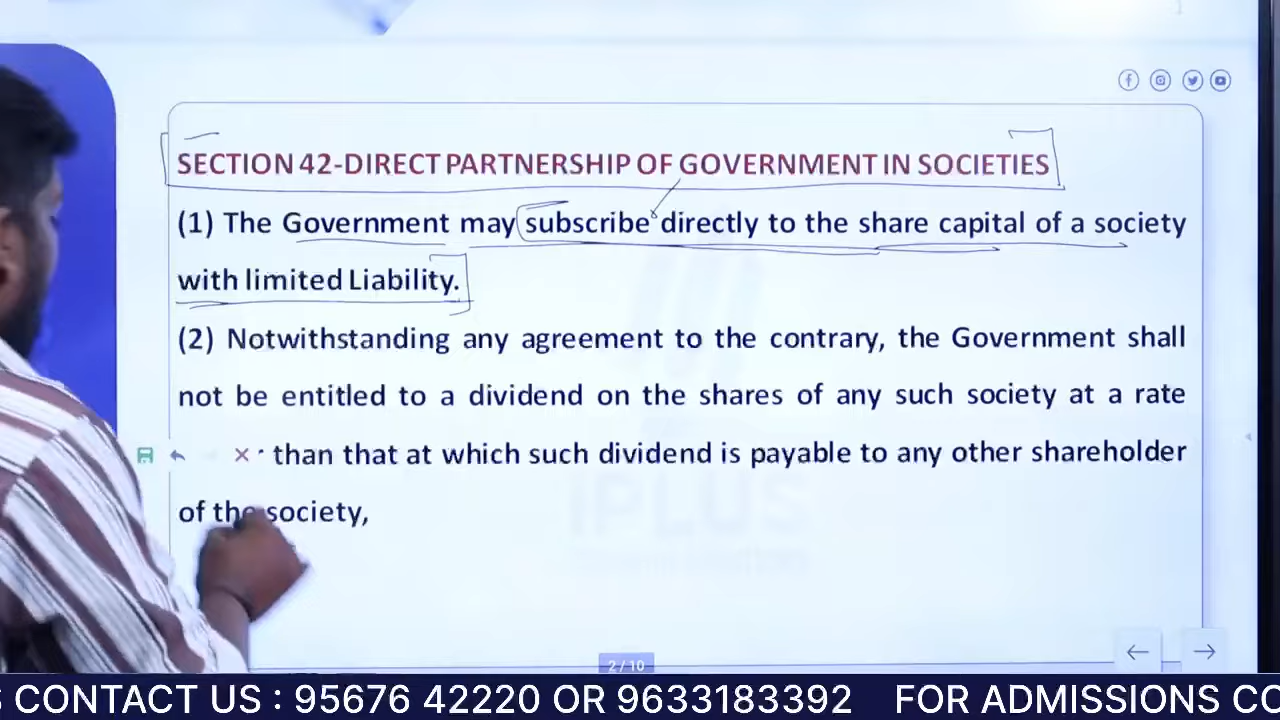 SECTION 42-DIRECT PARTNERSHIP OF GOVERNMENT IN SOCIETIES
(1) The Government may subscribe directly to the share capital of a society
with limited Liability.
(2) Notwithstanding any agreement to the contrary, the Government shall
not be entitled to a dividend on the shares of any such society at a rate
than that at which such dividend is payable to any other shareholder
of the society,
IPLUS
2 / 10
S CONTACT US : 95676 42220 OR 9633183392 FOR ADMISSIONS CO